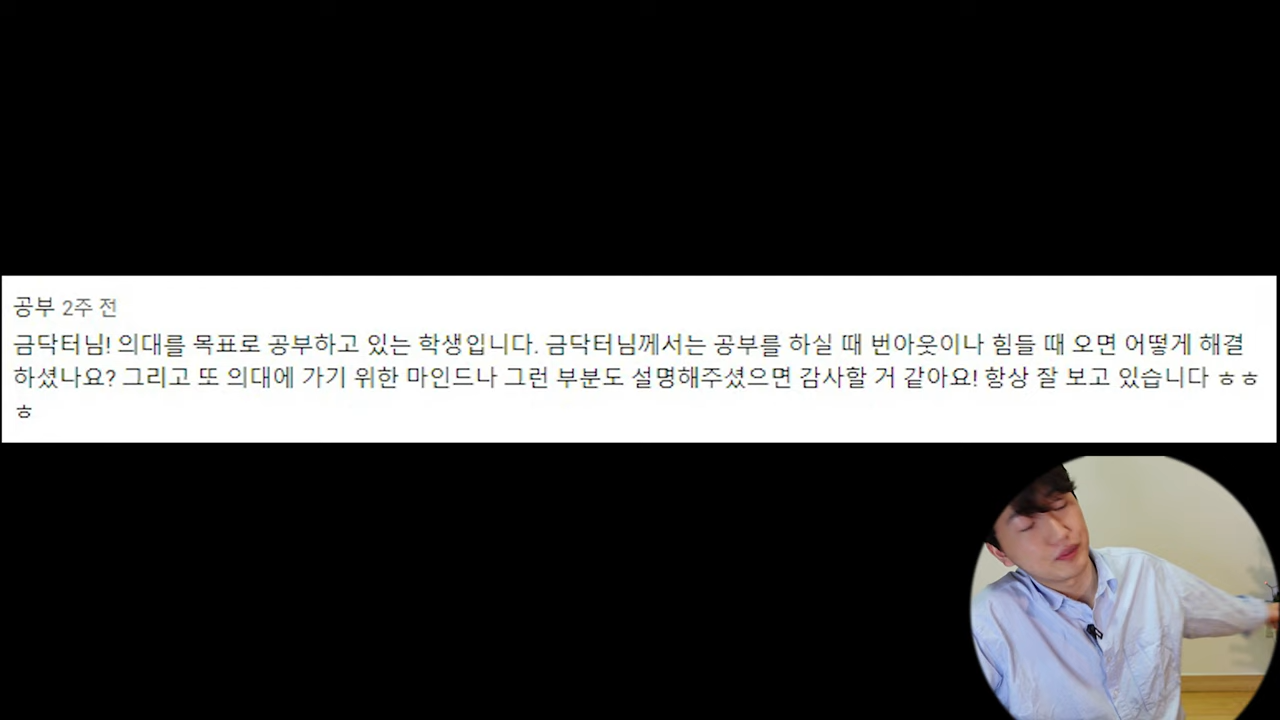 공부 2주 전
금닥터님! 의대를 목표로 공부하고 있는 학생입니다. 금닥터님께서는 공부를 하실 때 번아웃이나 힘들 때 오면 어떻게 해결
하셨나요? 그리고 또 의대에 가기 위한 마인드나 그런 부분도 설명해주셨으면 감사할 거 같아요! 항상 잘 보고 있습니다 ㅎㅎ
ㅎ